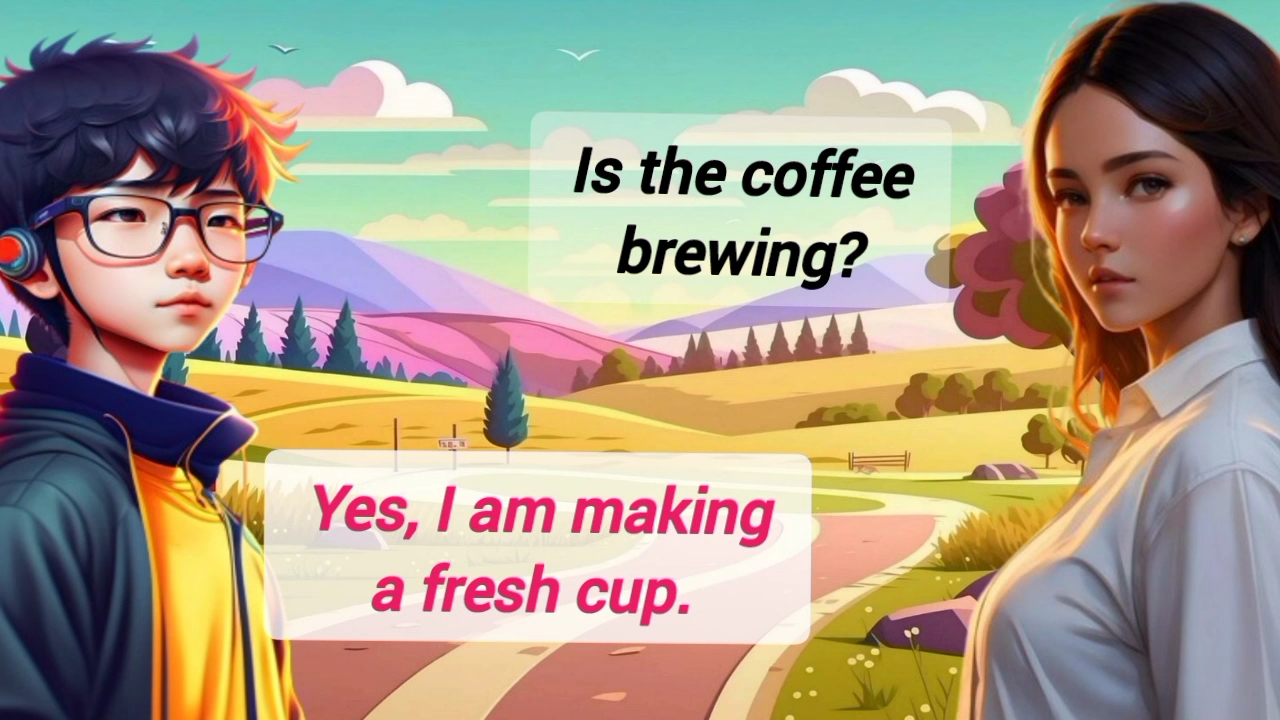 Is the coffee
brewing?
Yes, I am making
a fresh cup.